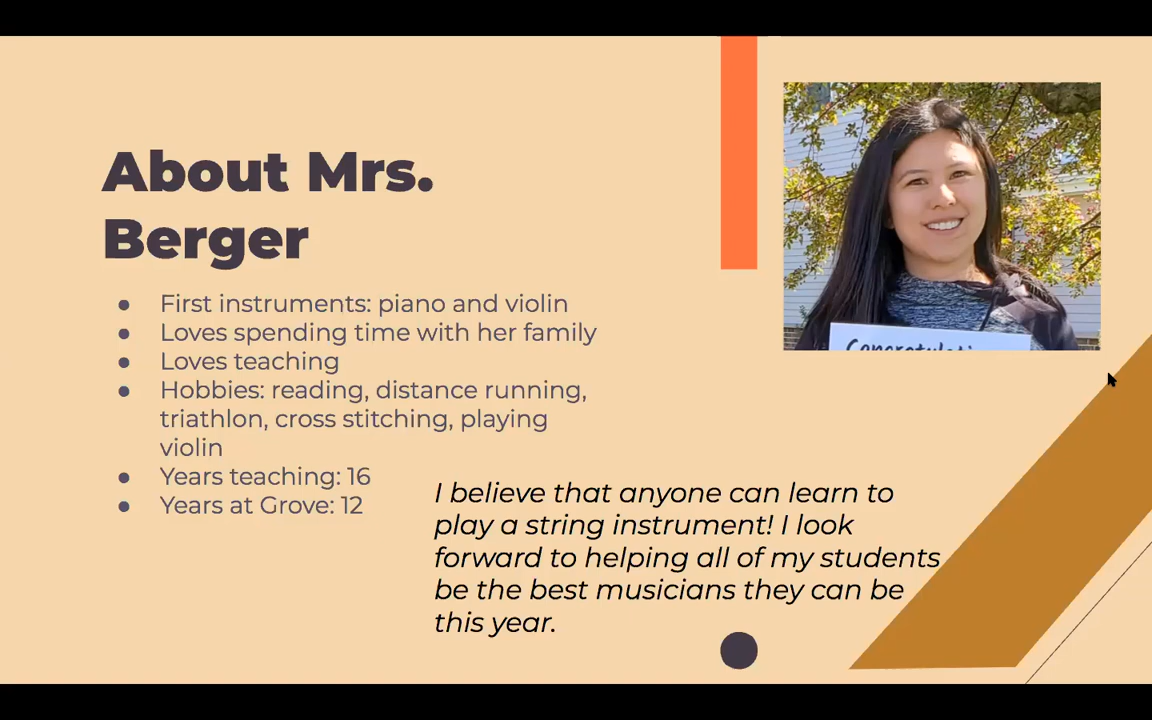 About Mrs.
Berger
● First instruments: piano and violin
● Loves spending time with her family
● Loves teaching
● Hobbies: reading, distance running,
triathlon, cross stitching, playing
violin
● Years teaching: 16
● Years at Grove: 12
I believe that anyone can learn to
play a string instrument! I look
forward to helping all of my students
be the best musicians they can be
this year.